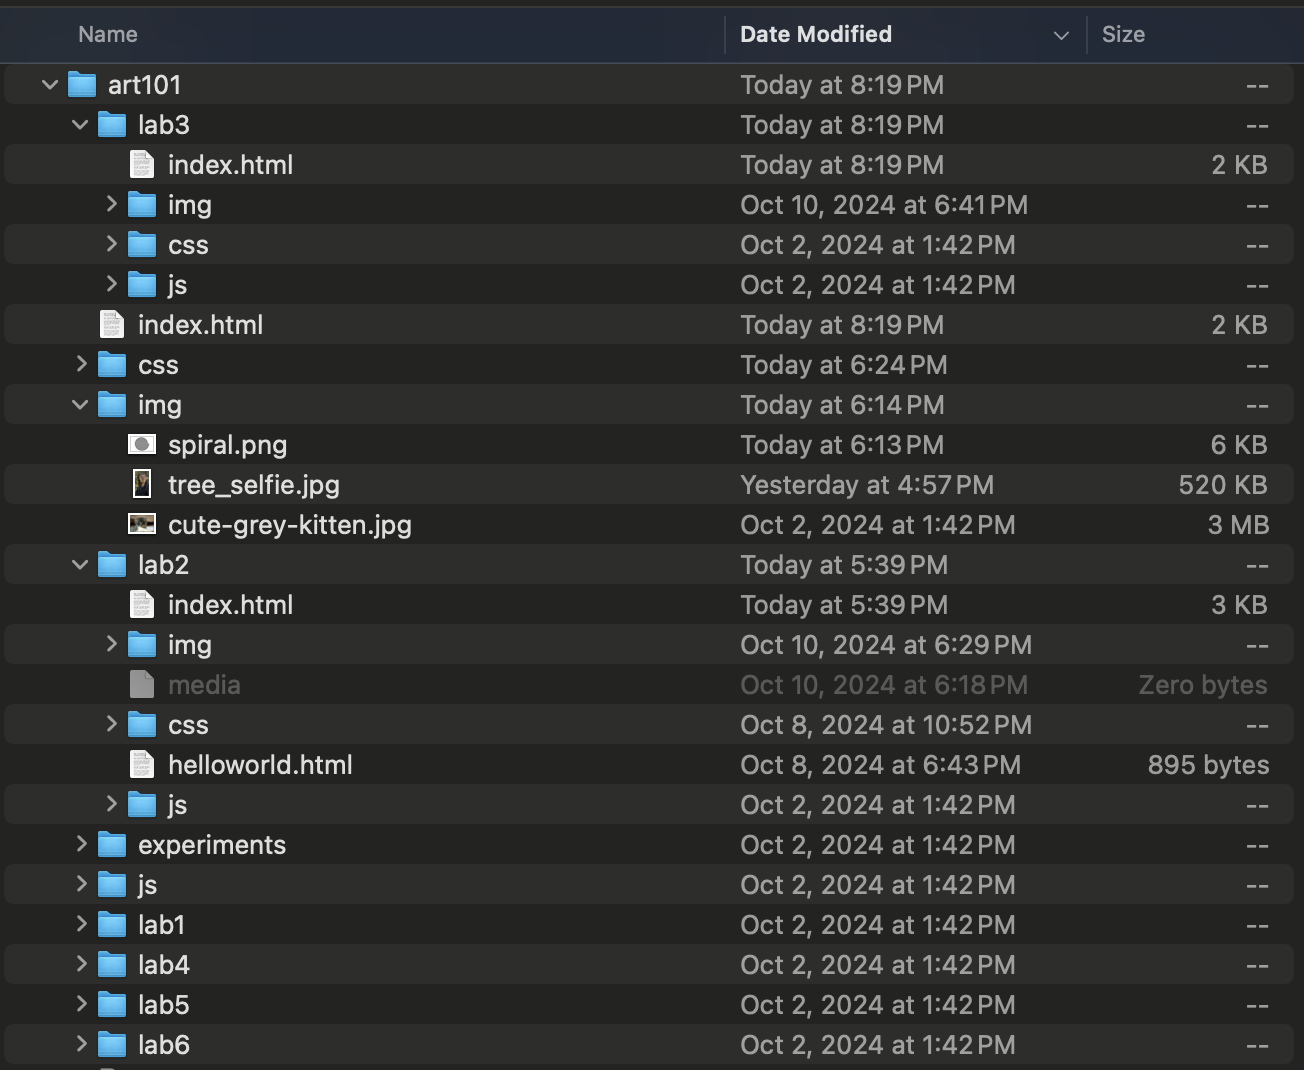 Name Date Modified Size
art101 Today at 8:19 PM --
lab3 Today at 8:19 PM --
index.html Today at 8:19 PM 2 KB
img Oct 10, 2024 at 6:41 PM --
css Oct 2, 2024 at 1:42 PM --
js Oct 2, 2024 at 1:42 PM --
index.html Today at 8:19 PM 2 KB
css Today at 6:24 PM --
img Today at 6:14 PM --
spiral.png Today at 6:13 PM 6 KB
tree_selfie.jpg Yesterday at 4:57 PM 520 KB
cute-grey-kitten.jpg Oct 2, 2024 at 1:42 PM 3 MB
lab2 Today at 5:39 PM --
index.html Today at 5:39 PM 3 KB
img Oct 10, 2024 at 6:29 PM --
media Oct 10, 2024 at 6:18 PM Zero bytes
css Oct 8, 2024 at 10:52 PM --
helloworld.html Oct 8, 2024 at 6:43 PM 895 bytes
js Oct 2, 2024 at 1:42 PM --
experiments Oct 2, 2024 at 1:42 PM --
js Oct 2, 2024 at 1:42 PM --
lab1 Oct 2, 2024 at 1:42 PM --
lab4 Oct 2, 2024 at 1:42 PM --
lab5 Oct 2, 2024 at 1:42 PM --
lab6 Oct 2, 2024 at 1:42 PM --